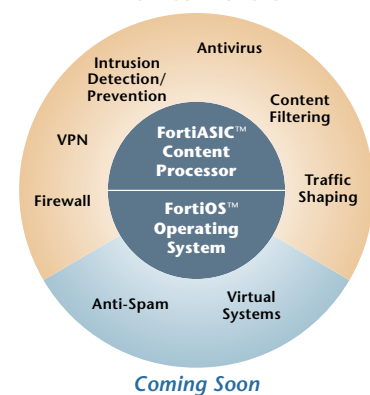 Antivirus
Intrusion
Detection/
Prevention
Content
Filtering
VPN
FortiASIC™
Content
Processor
Traffic
Shaping
Firewall
FortiOS™
Operating
System
Anti-Spam
Virtual
Systems
Coming Soon